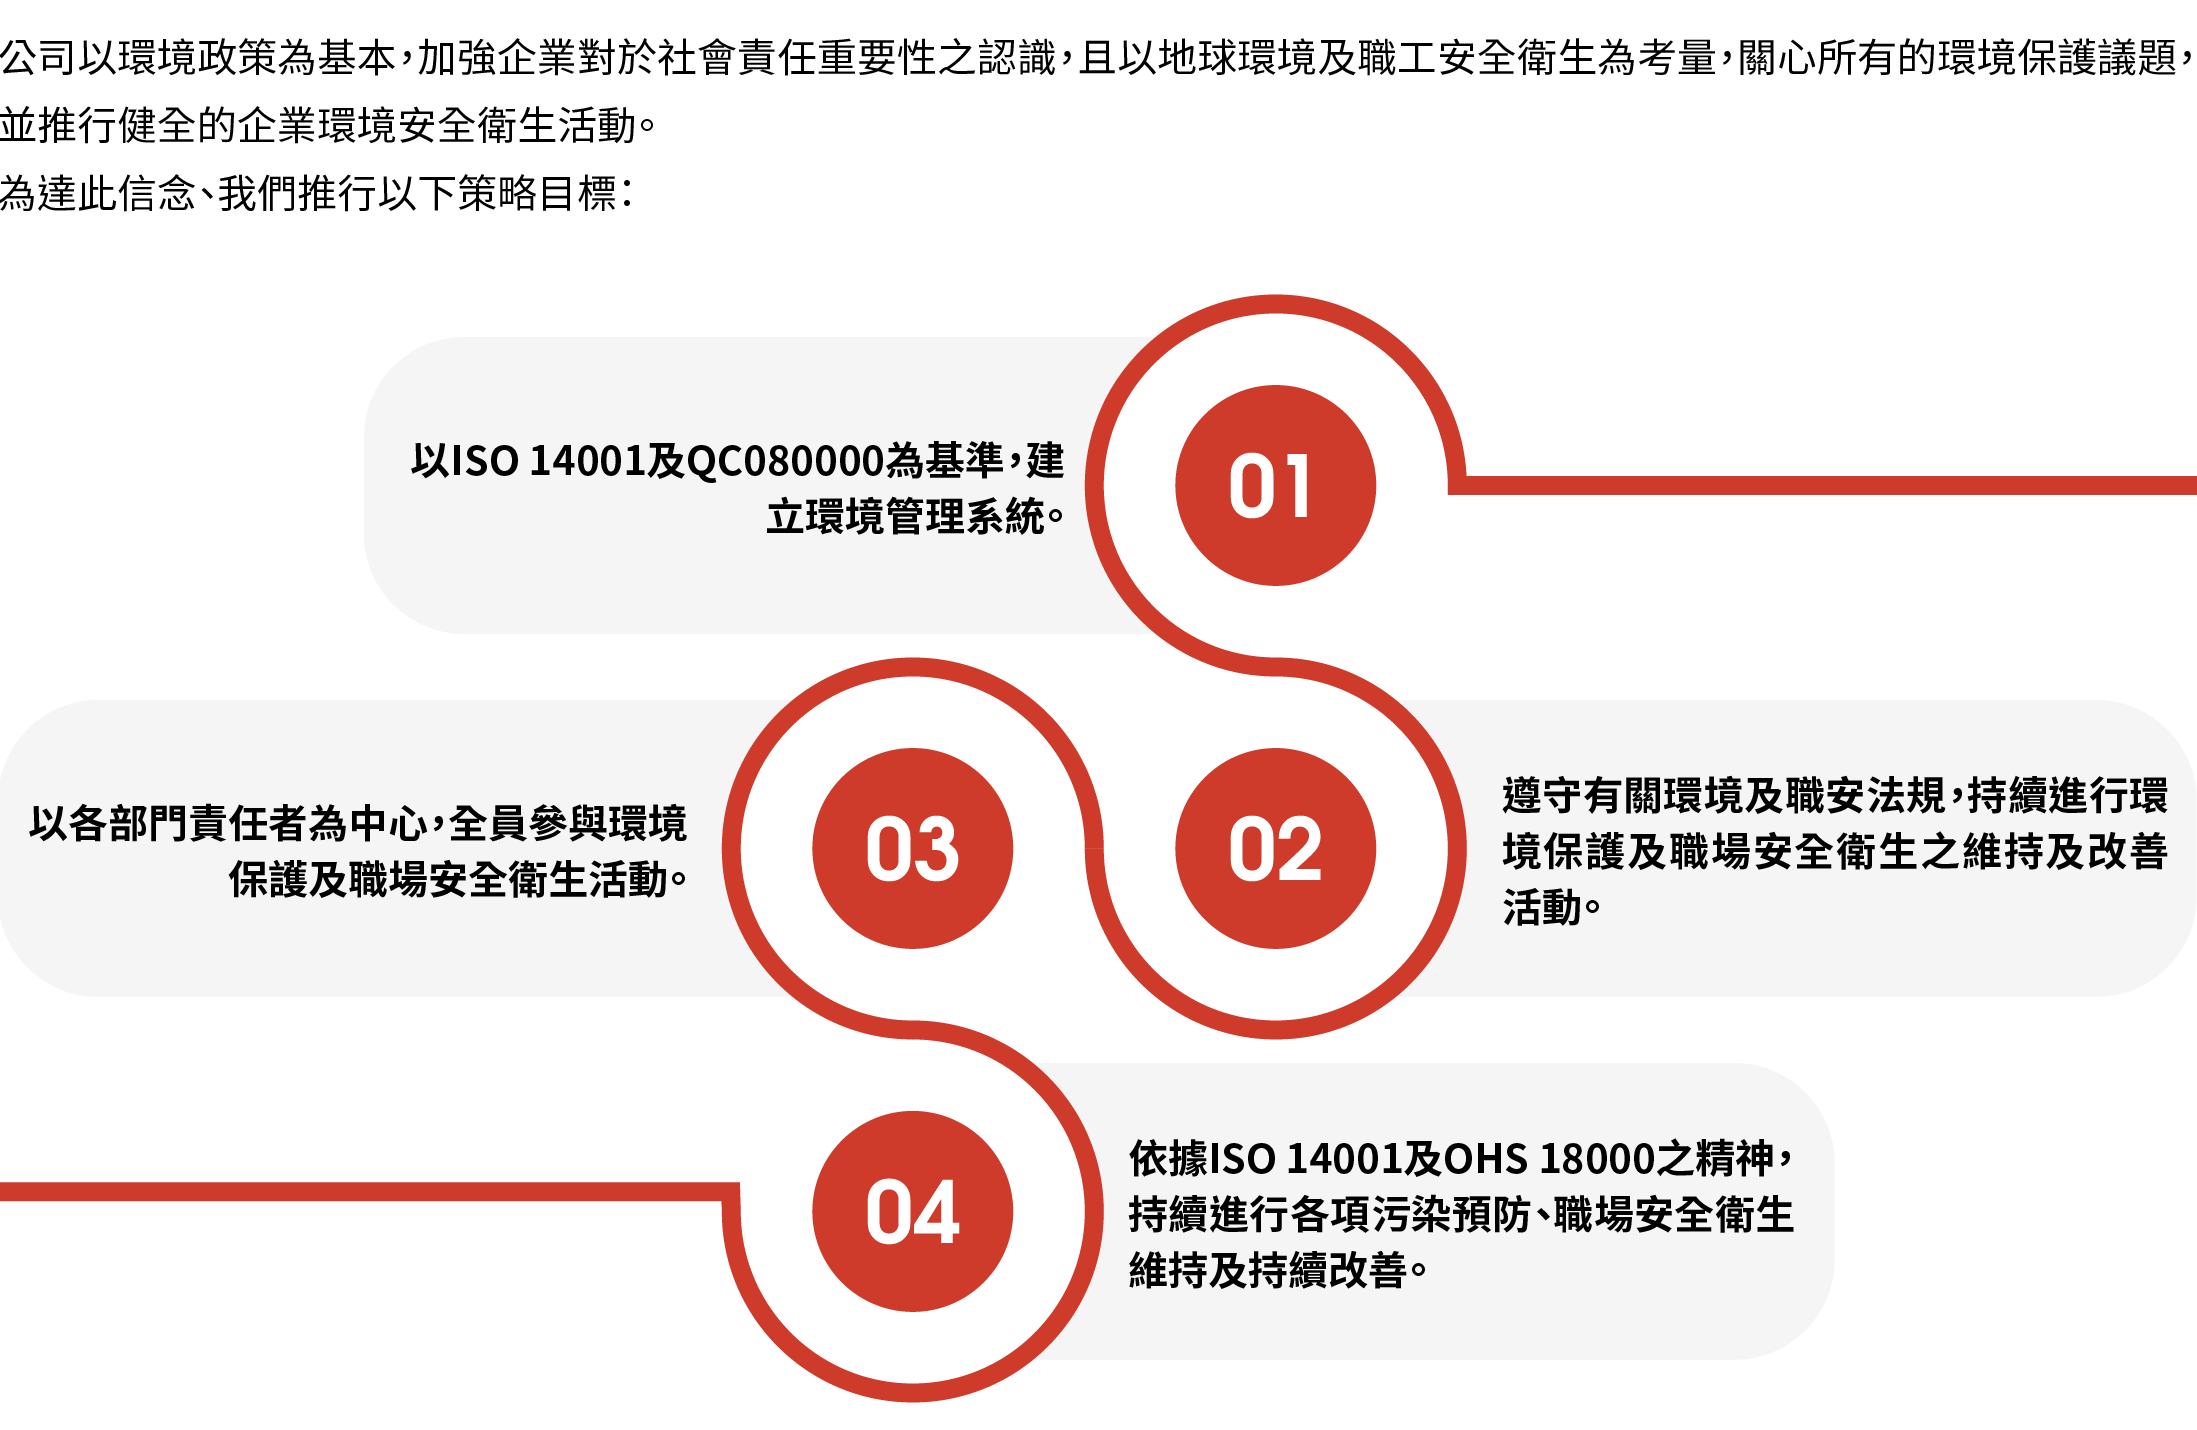 公司以環境政策為基本，加強企業對於社會責任重要性之認識，且以地球環境及職工安全衛生為考量，關心所有的環境保護議題，
並推行健全的企業環境安全衛生活動。
為達此信念、我們推行以下策略目標：
01
以ISO 14001及QC080000為基準，建
立環境管理系統。
02
遵守有關環境及職安法規，持續進行環
境保護及職場安全衛生之維持及改善
活動。
03
以各部門責任者為中心，全員參與環境
保護及職場安全衛生活動。
04
依據ISO 14001及OHS 18000之精神，
持續進行各項污染預防、職場安全衛生
維持及持續改善。